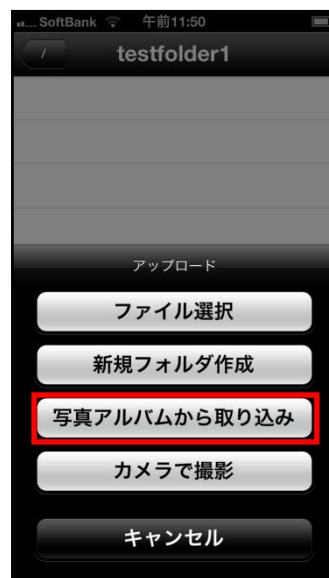 SoftBank 午前11:50
/ testfolder1
アップロード
ファイル選択
新規フォルダ作成
写真アルバムから取り込み
カメラで撮影
キャンセル